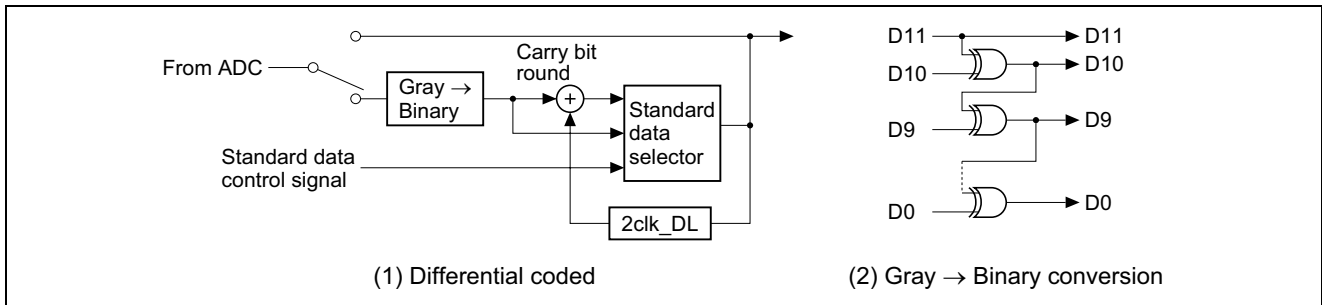 From ADC
Gray →
Binary
Carry bit
round
+
Standard
data
selector
Standard data
control signal
2clk_DL
(1) Differential coded
D11
D11
D10
D10
D9
D9
D0
D0
(2) Gray → Binary conversion